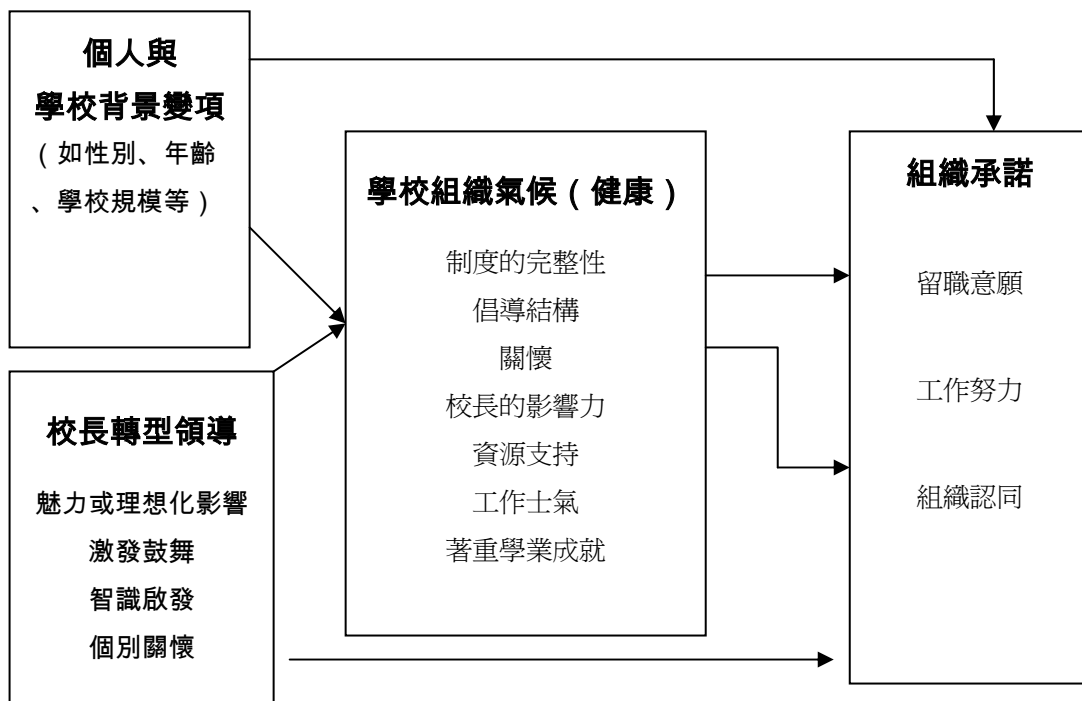 個人與
學校背景變項
（如性別、年齡
、學校規模等）
校長轉型領導
魅力或理想化影響
激發鼓舞
智識啟發
個別關懷
學校組織氣候（健康）
制度的完整性
倡導結構
關懷
校長的影響力
資源支持
工作士氣
著重學業成就
組織承諾
留職意願
工作努力
組織認同